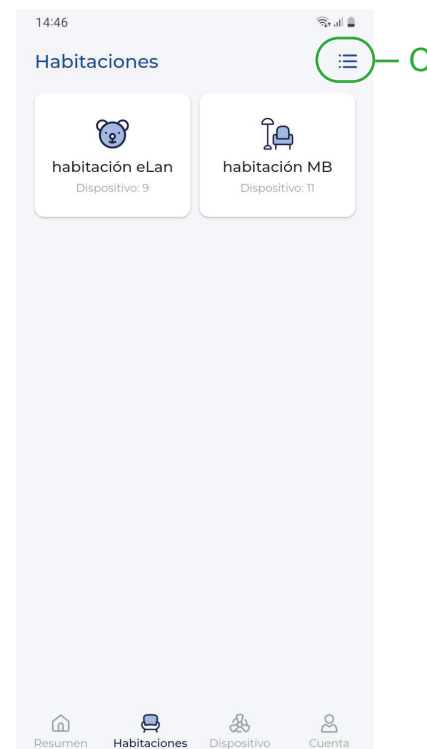 14:46
Habitaciones
habitación eLan
Dispositivo: 9
habitación MB
Dispositivo: 11
Resumen
Habitaciones
Dispositivo
Cuenta